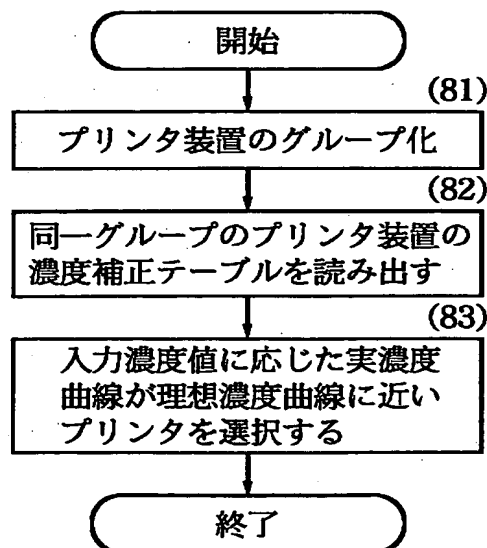 開始
(81)
プリンタ装置のグループ化
(82)
同一グループのプリンタ装置の
濃度補正テーブルを読み出す
(83)
入力濃度値に応じた実濃度
曲線が理想濃度曲線に近い
プリンタを選択する
終了